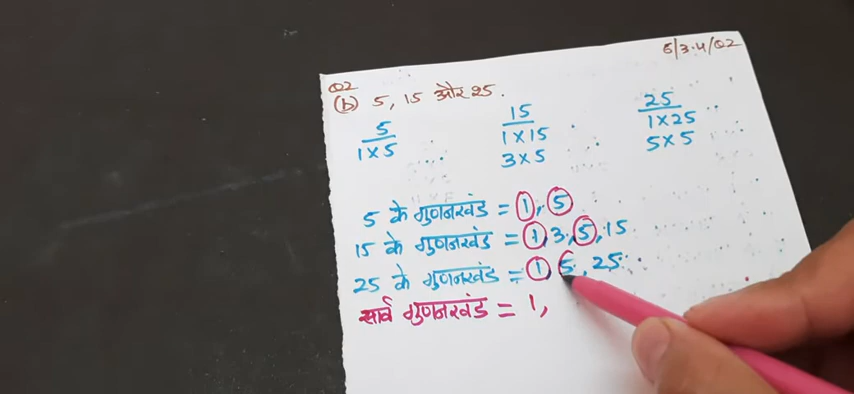 6/3.4/Q2
Q2
(b) 5, 15 और 25.
5 15 25
1×5 1×15 1×25
3×5 5×5
5 के गुणनखंड = 1, 5
15 के गुणनखंड = 1, 3, 5, 15
25 के गुणनखंड = 1, 5, 25
सार्व गुणनखंड = 1,